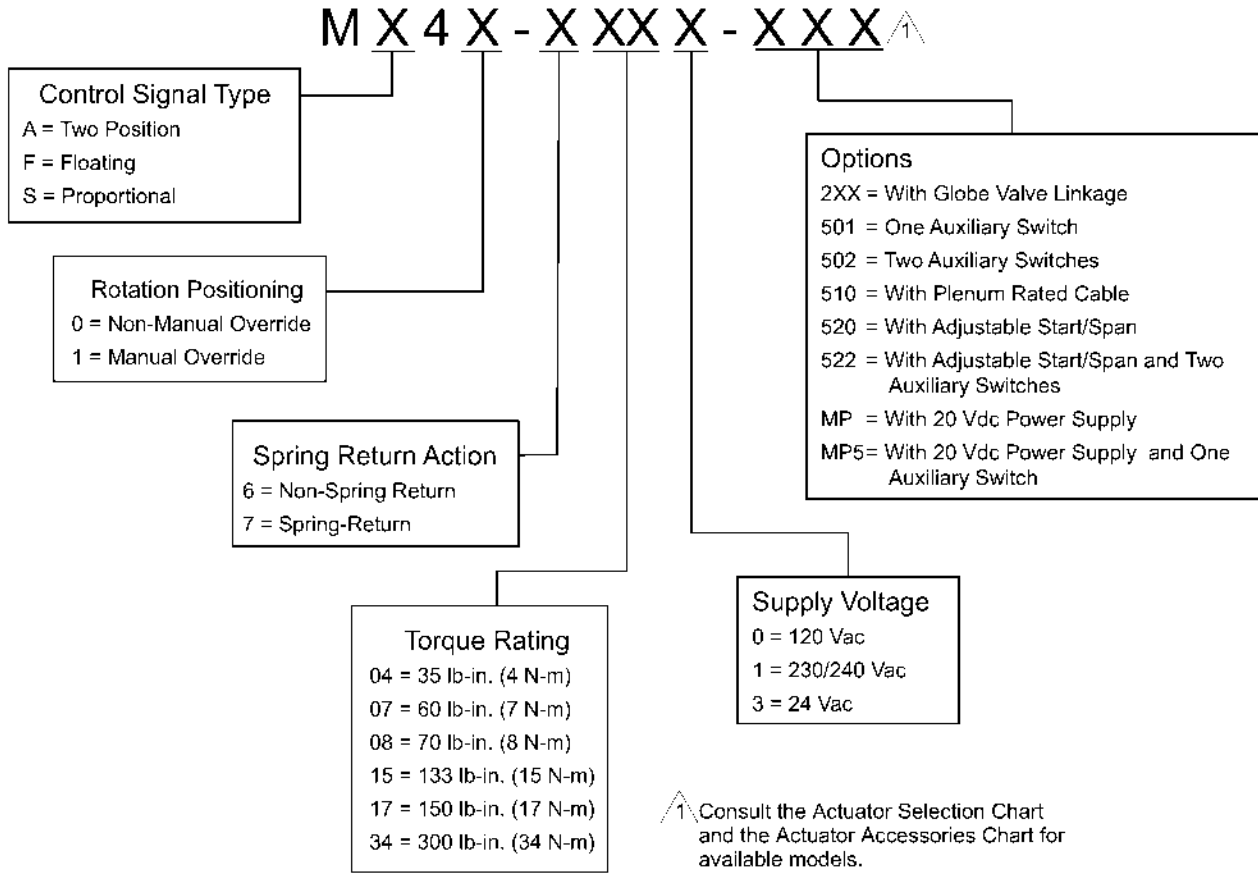 M X 4 X - X XX X - X X X 1
Control Signal Type
A = Two Position
F = Floating
S = Proportional
Rotation Positioning
0 = Non-Manual Override
1 = Manual Override
Spring Return Action
6 = Non-Spring Return
7 = Spring-Return
Torque Rating
04 = 35 lb-in. (4 N-m)
07 = 60 lb-in. (7 N-m)
08 = 70 lb-in. (8 N-m)
15 = 133 lb-in. (15 N-m)
17 = 150 lb-in. (17 N-m)
34 = 300 lb-in. (34 N-m)
Supply Voltage
0 = 120 Vac
1 = 230/240 Vac
3 = 24 Vac
Options
2XX = With Globe Valve Linkage
501 = One Auxiliary Switch
502 = Two Auxiliary Switches
510 = With Plenum Rated Cable
520 = With Adjustable Start/Span
522 = With Adjustable Start/Span and Two
Auxiliary Switches
MP = With 20 Vdc Power Supply
MP5= With 20 Vdc Power Supply and One
Auxiliary Switch
1 Consult the Actuator Selection Chart
and the Actuator Accessories Chart for
available models.